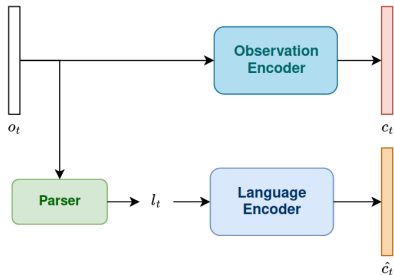 Observation
Encoder
o_t
c_t
Parser
l_t
Language
Encoder
ĉ_t